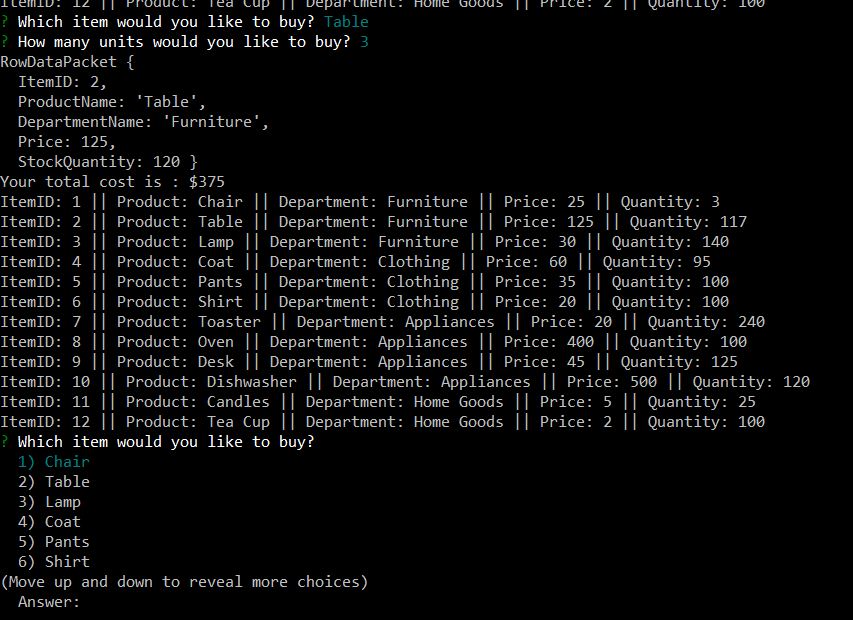 ItemID: 12 || Product: Tea Cup || Department: Home Goods || Price: 2 || Quantity: 100
? Which item would you like to buy? Table
? How many units would you like to buy? 3
RowDataPacket {
  ItemID: 2,
  ProductName: 'Table',
  DepartmentName: 'Furniture',
  Price: 125,
  StockQuantity: 120 }
Your total cost is : $375
ItemID: 1 || Product: Chair || Department: Furniture || Price: 25 || Quantity: 3
ItemID: 2 || Product: Table || Department: Furniture || Price: 125 || Quantity: 117
ItemID: 3 || Product: Lamp || Department: Furniture || Price: 30 || Quantity: 140
ItemID: 4 || Product: Coat || Department: Clothing || Price: 60 || Quantity: 95
ItemID: 5 || Product: Pants || Department: Clothing || Price: 35 || Quantity: 100
ItemID: 6 || Product: Shirt || Department: Clothing || Price: 20 || Quantity: 100
ItemID: 7 || Product: Toaster || Department: Appliances || Price: 20 || Quantity: 240
ItemID: 8 || Product: Oven || Department: Appliances || Price: 400 || Quantity: 100
ItemID: 9 || Product: Desk || Department: Appliances || Price: 45 || Quantity: 125
ItemID: 10 || Product: Dishwasher || Department: Appliances || Price: 500 || Quantity: 120
ItemID: 11 || Product: Candles || Department: Home Goods || Price: 5 || Quantity: 25
ItemID: 12 || Product: Tea Cup || Department: Home Goods || Price: 2 || Quantity: 100
? Which item would you like to buy?
  1) Chair
  2) Table
  3) Lamp
  4) Coat
  5) Pants
  6) Shirt
(Move up and down to reveal more choices)
  Answer: